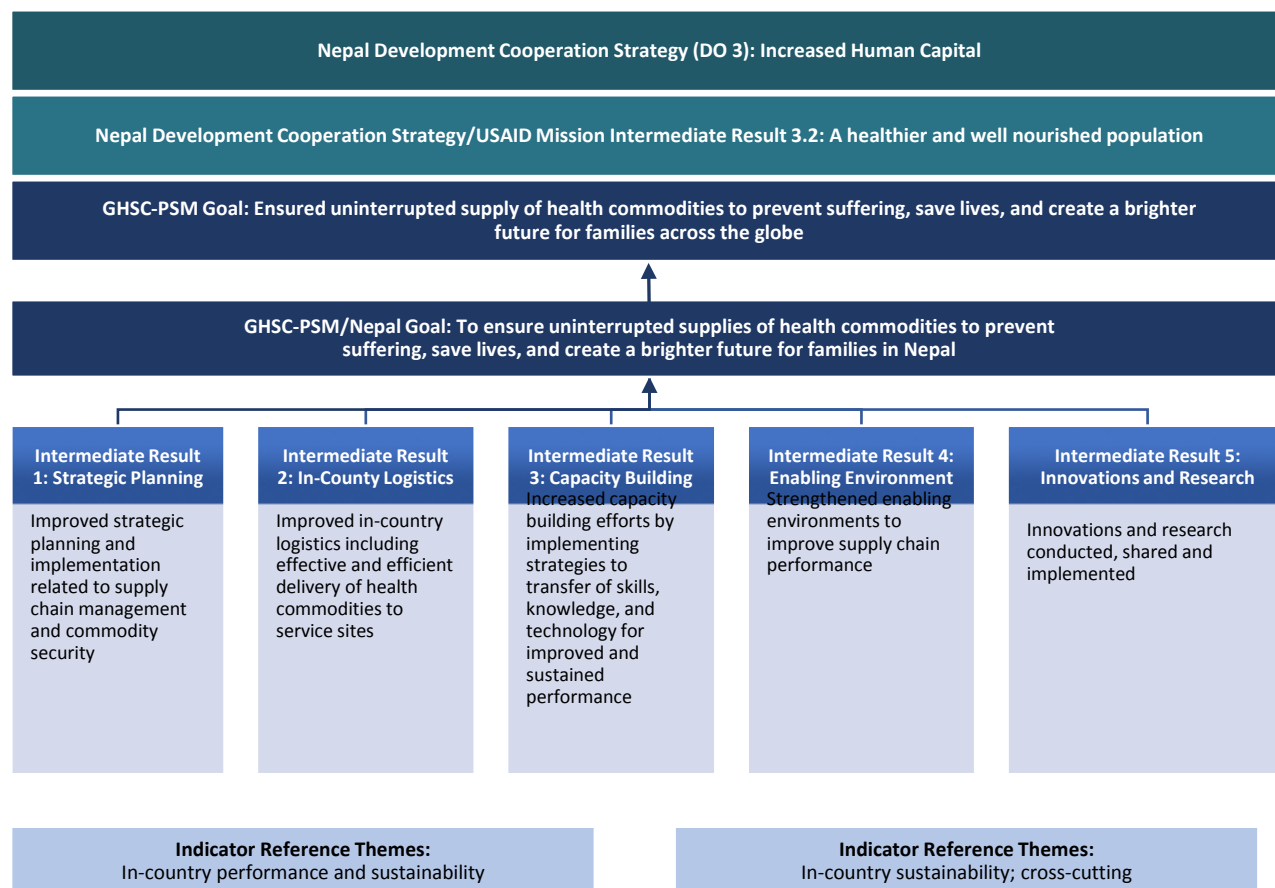 Nepal Development Cooperation Strategy (DO 3): Increased Human Capital
Nepal Development Cooperation Strategy/USAID Mission Intermediate Result 3.2: A healthier and well nourished population
GHSC-PSM Goal: Ensured uninterrupted supply of health commodities to prevent suffering, save lives, and create a brighter
future for families across the globe
GHSC-PSM/Nepal Goal: To ensure uninterrupted supplies of health commodities to prevent
suffering, save lives, and create a brighter future for families in Nepal
Intermediate Result
1: Strategic Planning
Improved strategic
planning and
implementation
related to supply
chain management
and commodity
security
Intermediate Result
2: In-County Logistics
Improved in-country
logistics including
effective and efficient
delivery of health
commodities to
service sites
Intermediate Result
3: Capacity Building
Increased capacity
building efforts by
implementing
strategies to
transfer of skills,
knowledge, and
technology for
improved and
sustained
performance
Intermediate Result 4:
Enabling Environment
Strengthened enabling
environments to
improve supply chain
performance
Intermediate Result 5:
Innovations and Research
Innovations and research
conducted, shared and
implemented
Indicator Reference Themes:
In-country performance and sustainability
Indicator Reference Themes:
In-country sustainability; cross-cutting